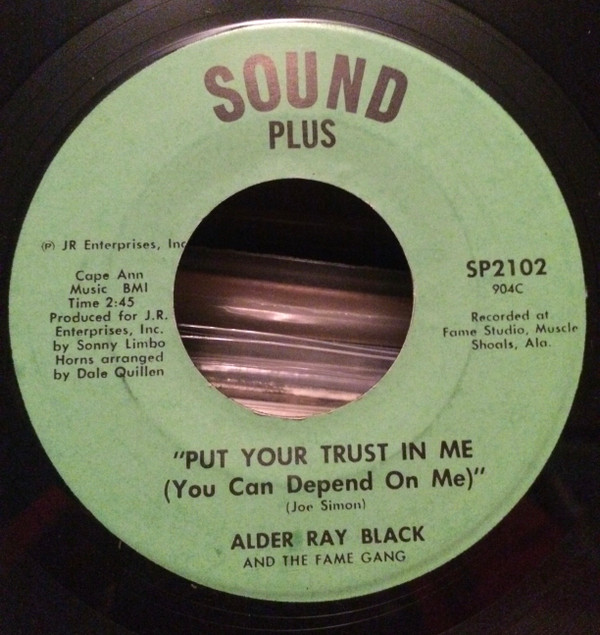 SOUND
PLUS
℗ JR Enterprises, Inc
Cape Ann
Music BMI
Time 2:45
Produced for J.R.
Enterprises, Inc.
by Sonny Limbo
Horns arranged
by Dale Quillen
SP2102
904C
Recorded at
Fame Studio, Muscle
Shoals, Ala.
"PUT YOUR TRUST IN ME
(You Can Depend On Me)"
(Joe Simon)
ALDER RAY BLACK
AND THE FAME GANG